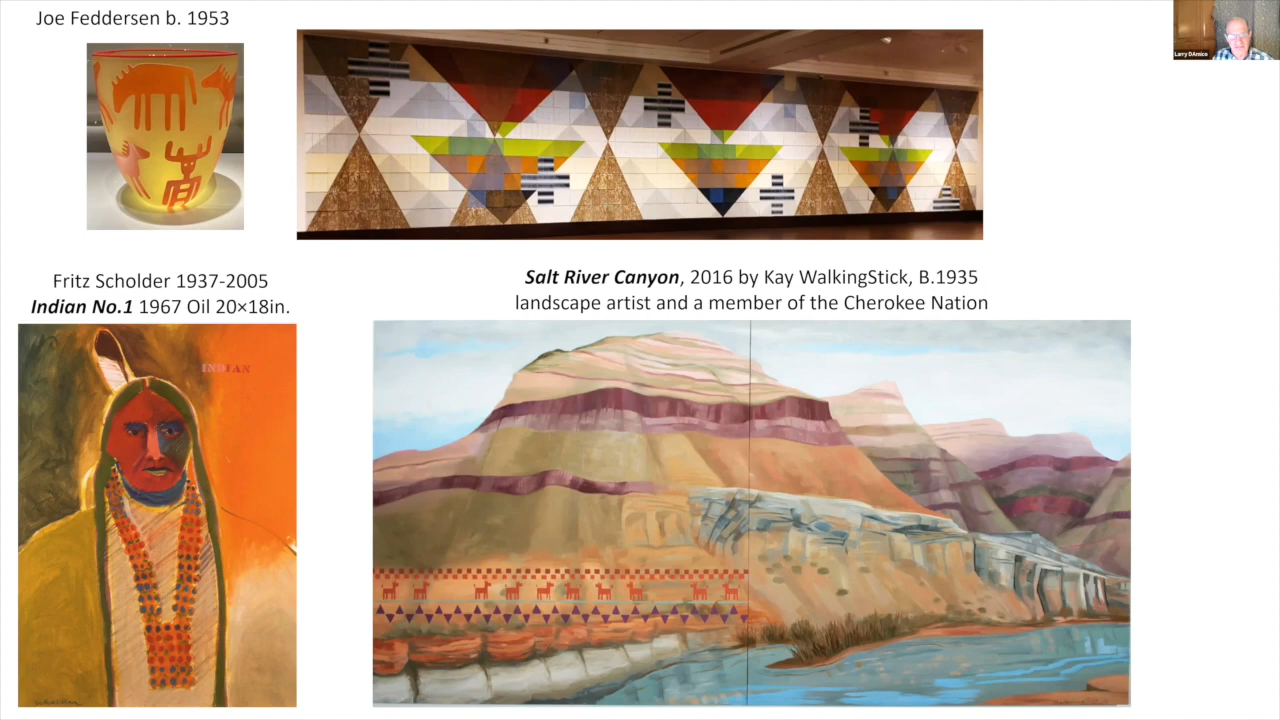 Joe Feddersen b. 1953
Larry DAmico
Fritz Scholder 1937-2005
Indian No.1 1967 Oil 20×18in.
Salt River Canyon, 2016 by Kay WalkingStick, B.1935
landscape artist and a member of the Cherokee Nation
INDIAN